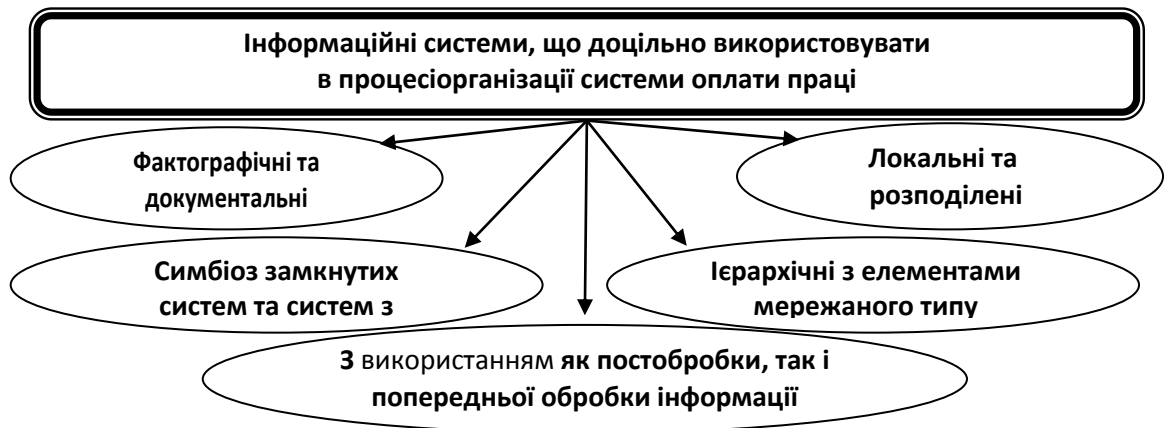 Інформаційні системи, що доцільно використовувати
в процесіорганізації системи оплати праці
Фактографічні та
документальні
Локальні та
розподілені
Симбіоз замкнутих
систем та систем з
Ієрархічні з елементами
мережаного типу
З використанням як постобробки, так і
попередньої обробки інформації